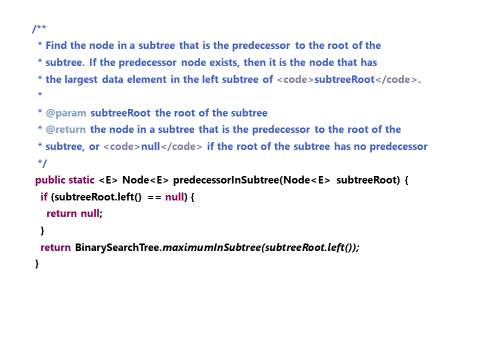 /**
* Find the node in a subtree that is the predecessor to the root of the
* subtree. If the predecessor node exists, then it is the node that has
* the largest data element in the left subtree of <code>subtreeRoot</code>.
*
* @param subtreeRoot the root of the subtree
* @return the node in a subtree that is the predecessor to the root of the
* subtree, or <code>null</code> if the root of the subtree has no predecessor
*/
public static <E> Node<E> predecessorInSubtree(Node<E> subtreeRoot) {
if (subtreeRoot.left() == null) {
return null;
}
return BinarySearchTree.maximumInSubtree(subtreeRoot.left());
}